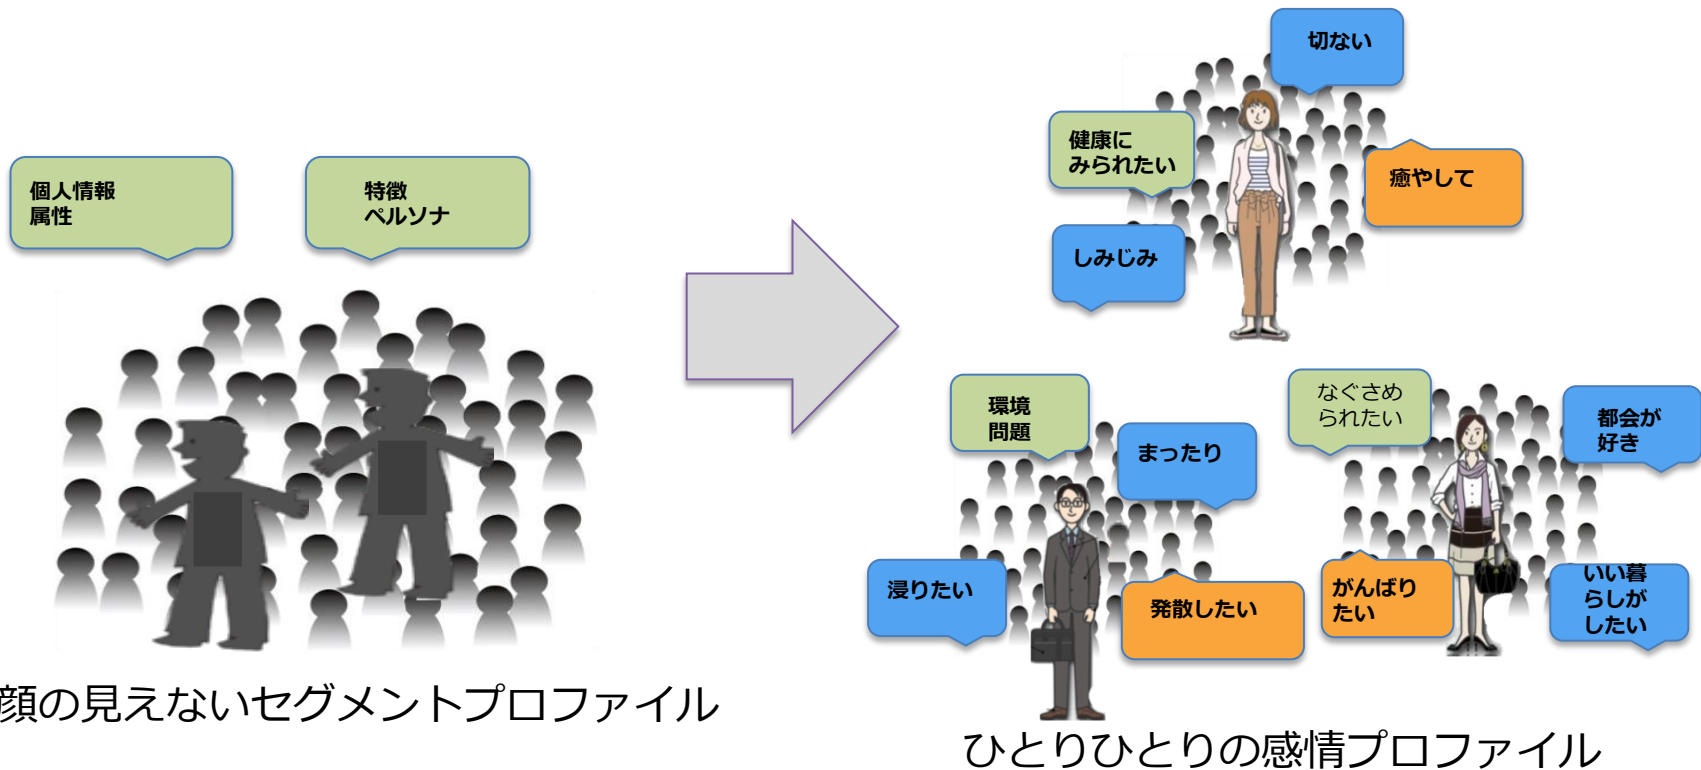 個人情報
属性
特徴
ペルソナ
顔の見えないセグメントプロファイル
切ない
健康に
みられたい
癒やして
しみじみ
環境
問題
まったり
浸りたい
発散したい
なぐさめ
られたい
都会が
好き
がんばり
たい
いい暮
らしが
したい
ひとりひとりの感情プロファイル